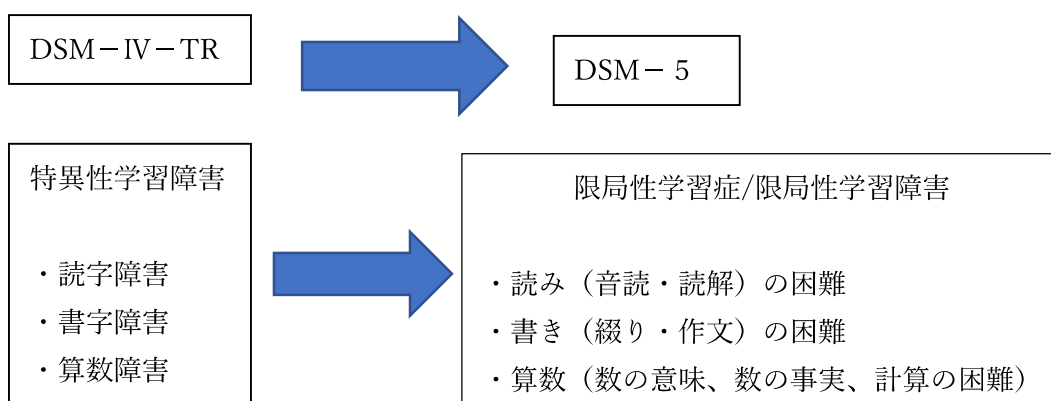 DSM－Ⅳ－TR
DSM－５
特異性学習障害
・読字障害
・書字障害
・算数障害
限局性学習症/限局性学習障害
・読み（音読・読解）の困難
・書き（綴り・作文）の困難
・算数（数の意味、数の事実、計算の困難）